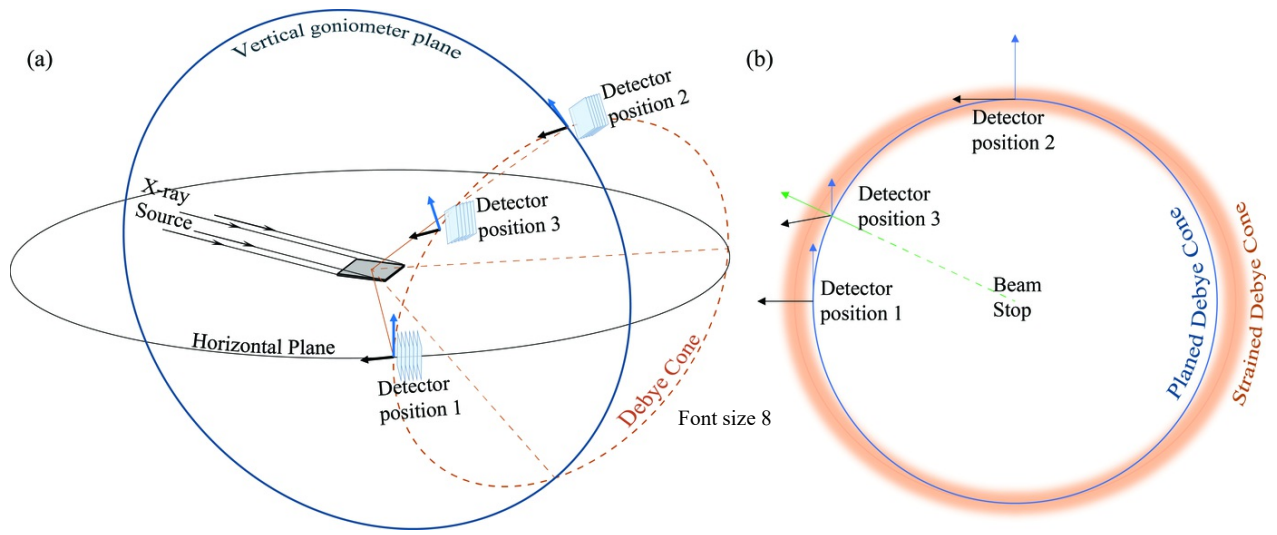 (a)
Vertical goniometer plane
Detector
position 2
X-ray
Source
Detector
position 3
Horizontal Plane
Detector
position 1
Debye Cone
Font size 8
(b)
Detector
position 2
Detector
position 3
Detector
position 1
Beam
Stop
Planed Debye Cone
Strained Debye Cone